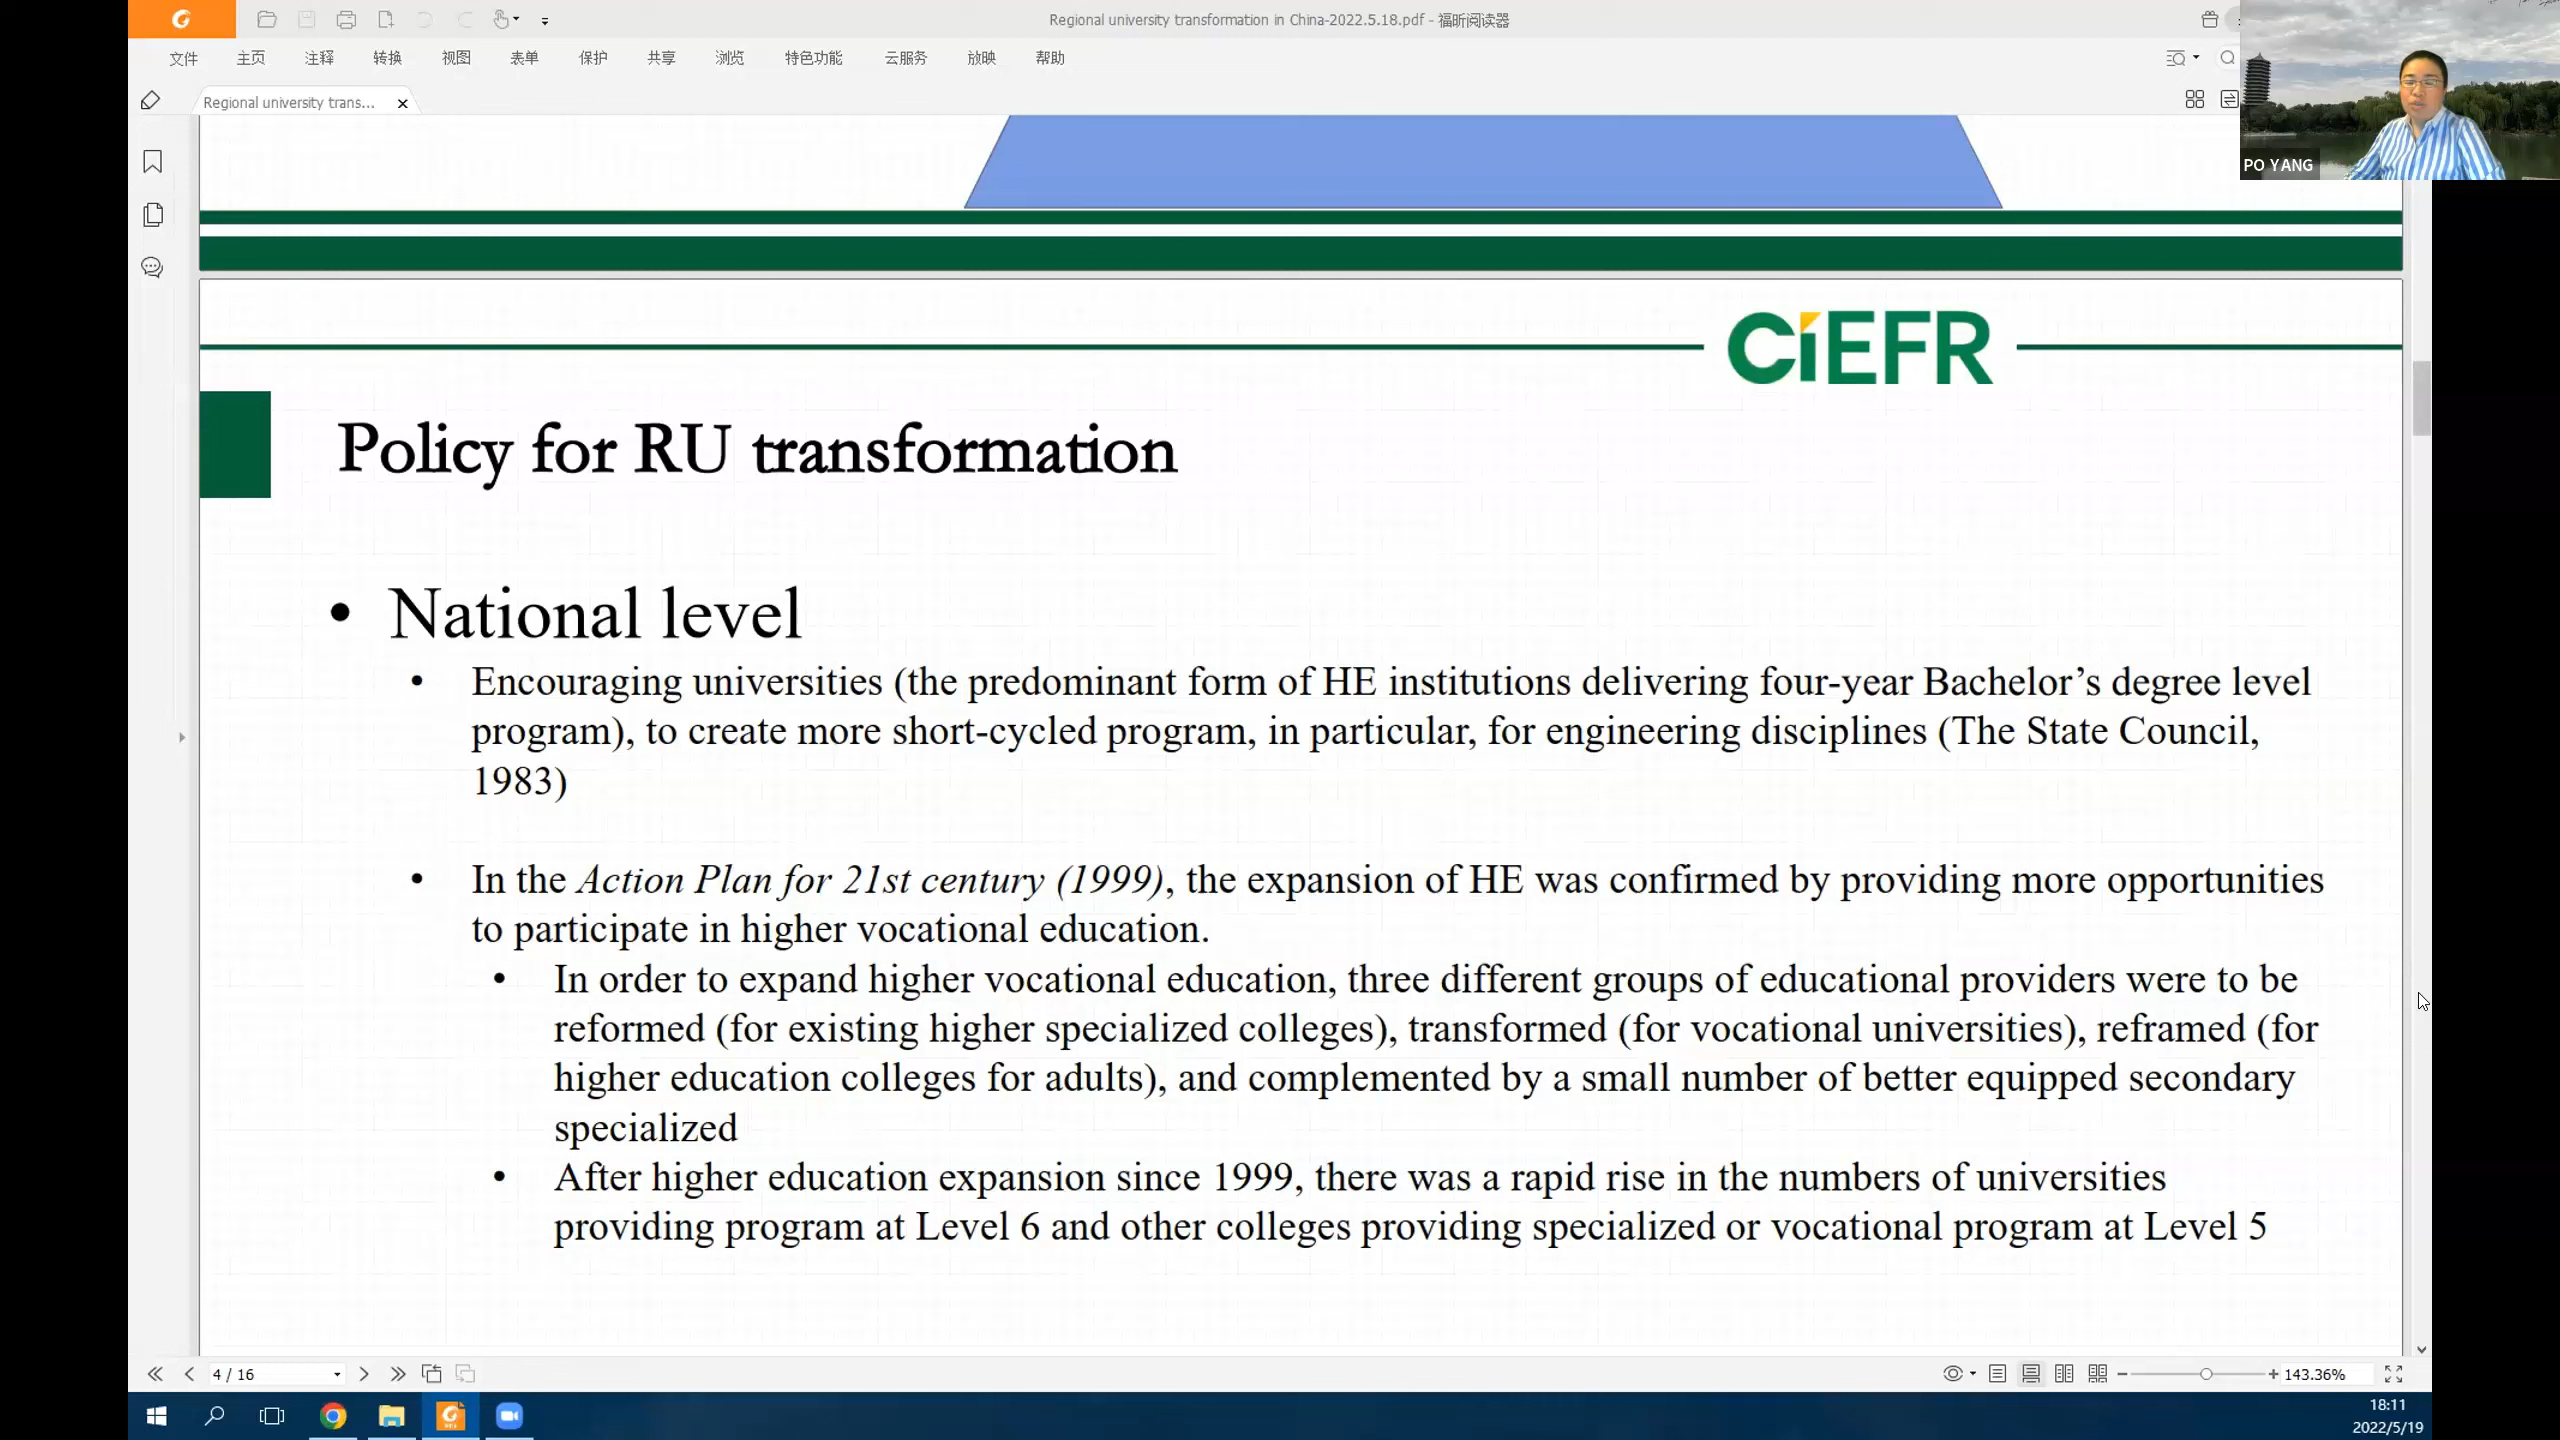 Regional university transformation in China-2022.5.18.pdf - 福昕阅读器
文件 主页 注释 转换 视图 表单 保护 共享 浏览 特色功能 云服务 放映 帮助
Regional university trans...
PO YANG
CiEFR
Policy for RU transformation
• National level
• Encouraging universities (the predominant form of HE institutions delivering four-year Bachelor’s degree level
program), to create more short-cycled program, in particular, for engineering disciplines (The State Council,
1983)
• In the Action Plan for 21st century (1999), the expansion of HE was confirmed by providing more opportunities
to participate in higher vocational education.
• In order to expand higher vocational education, three different groups of educational providers were to be
reformed (for existing higher specialized colleges), transformed (for vocational universities), reframed (for
higher education colleges for adults), and complemented by a small number of better equipped secondary
specialized
• After higher education expansion since 1999, there was a rapid rise in the numbers of universities
providing program at Level 6 and other colleges providing specialized or vocational program at Level 5
4 / 16
143.36%
18:11
2022/5/19